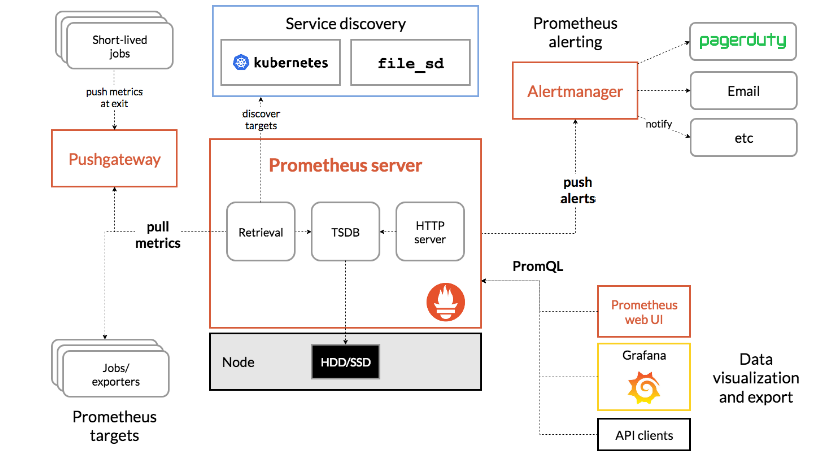 Short-lived
jobs
push metrics
at exit
Pushgateway
Service discovery
kubernetes
file_sd
discover
targets
Prometheus
alerting
Alertmanager
pagerduty
Email
notify
etc
Prometheus server
Retrieval
TSDB
HTTP
server
pull
metrics
push
alerts
PromQL
Node
HDD/SSD
Jobs/
exporters
Prometheus
targets
Prometheus
web UI
Grafana
API clients
Data
visualization
and export